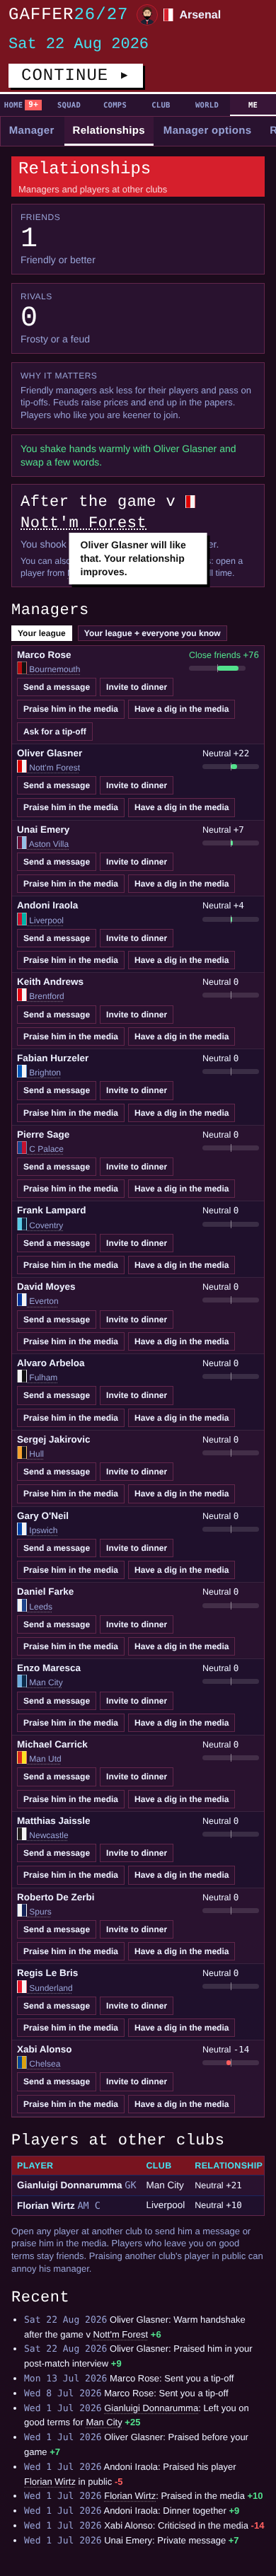 GAFFER26/27 Arsenal
Sat 22 Aug 2026
CONTINUE ▸
HOME 9+ SQUAD COMPS CLUB WORLD ME
Manager Relationships Manager options
Relationships
Managers and players at other clubs
FRIENDS
1
Friendly or better
RIVALS
0
Frosty or a feud
WHY IT MATTERS
Friendly managers ask less for their players and pass on
tip-offs. Feuds raise prices and end up in the papers.
Players who like you are keener to join.
You shake hands warmly with Oliver Glasner and
swap a few words.
After the game v
Nott'm Forest
You shook
You can also ; open a
player from time.
Oliver Glasner will like
that. Your relationship
improves.
Managers
Your league Your league + everyone you know
Marco Rose Close friends +76
Bournemouth
Send a message Invite to dinner
Praise him in the media Have a dig in the media
Ask for a tip-off
Oliver Glasner Neutral +22
Nott'm Forest
Send a message Invite to dinner
Praise him in the media Have a dig in the media
Unai Emery Neutral +7
Aston Villa
Send a message Invite to dinner
Praise him in the media Have a dig in the media
Andoni Iraola Neutral +4
Liverpool
Send a message Invite to dinner
Praise him in the media Have a dig in the media
Keith Andrews Neutral 0
Brentford
Send a message Invite to dinner
Praise him in the media Have a dig in the media
Fabian Hurzeler Neutral 0
Brighton
Send a message Invite to dinner
Praise him in the media Have a dig in the media
Pierre Sage Neutral 0
C Palace
Send a message Invite to dinner
Praise him in the media Have a dig in the media
Frank Lampard Neutral 0
Coventry
Send a message Invite to dinner
Praise him in the media Have a dig in the media
David Moyes Neutral 0
Everton
Send a message Invite to dinner
Praise him in the media Have a dig in the media
Alvaro Arbeloa Neutral 0
Fulham
Send a message Invite to dinner
Praise him in the media Have a dig in the media
Sergej Jakirovic Neutral 0
Hull
Send a message Invite to dinner
Praise him in the media Have a dig in the media
Gary O'Neil Neutral 0
Ipswich
Send a message Invite to dinner
Praise him in the media Have a dig in the media
Daniel Farke Neutral 0
Leeds
Send a message Invite to dinner
Praise him in the media Have a dig in the media
Enzo Maresca Neutral 0
Man City
Send a message Invite to dinner
Praise him in the media Have a dig in the media
Michael Carrick Neutral 0
Man Utd
Send a message Invite to dinner
Praise him in the media Have a dig in the media
Matthias Jaissle Neutral 0
Newcastle
Send a message Invite to dinner
Praise him in the media Have a dig in the media
Roberto De Zerbi Neutral 0
Spurs
Send a message Invite to dinner
Praise him in the media Have a dig in the media
Regis Le Bris Neutral 0
Sunderland
Send a message Invite to dinner
Praise him in the media Have a dig in the media
Xabi Alonso Neutral -14
Chelsea
Send a message Invite to dinner
Praise him in the media Have a dig in the media
Players at other clubs
PLAYER CLUB RELATIONSHIP
Gianluigi Donnarumma GK Man City Neutral +21
Florian Wirtz AM C Liverpool Neutral +10
Open any player at another club to send him a message or
praise him in the media. Players who leave you on good
terms stay friends. Praising another club's player in public can
annoy his manager.
Recent
• Sat 22 Aug 2026 Oliver Glasner: Warm handshake
after the game v Nott'm Forest +6
• Sat 22 Aug 2026 Oliver Glasner: Praised him in your
post-match interview +9
• Mon 13 Jul 2026 Marco Rose: Sent you a tip-off
• Wed 8 Jul 2026 Marco Rose: Sent you a tip-off
• Wed 1 Jul 2026 Gianluigi Donnarumma: Left you on
good terms for Man City +25
• Wed 1 Jul 2026 Oliver Glasner: Praised before your
game +7
• Wed 1 Jul 2026 Andoni Iraola: Praised his player
Florian Wirtz in public -5
• Wed 1 Jul 2026 Florian Wirtz: Praised in the media +10
• Wed 1 Jul 2026 Andoni Iraola: Dinner together +9
• Wed 1 Jul 2026 Xabi Alonso: Criticised in the media -14
• Wed 1 Jul 2026 Unai Emery: Private message +7